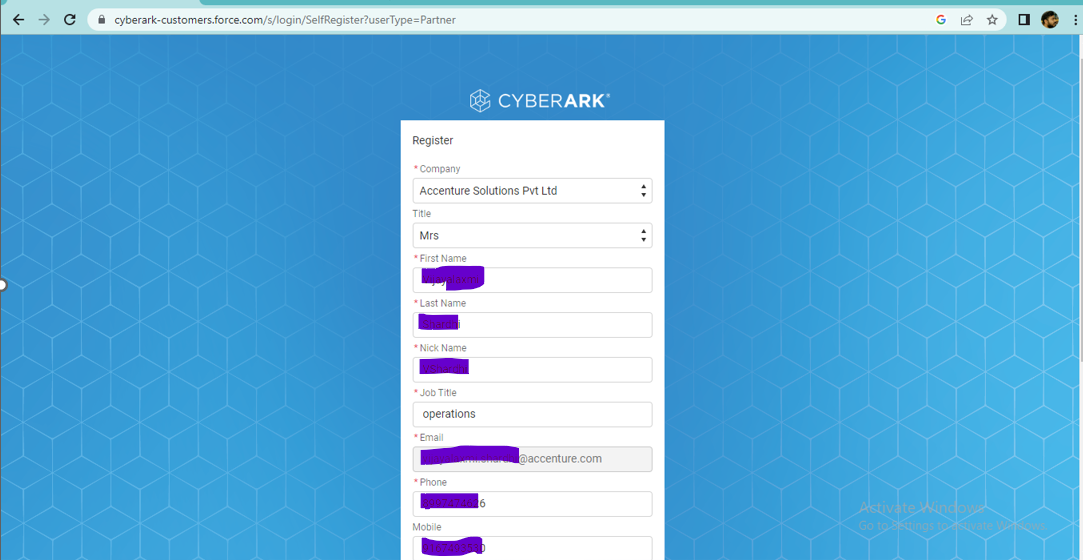 cyberark-customers.force.com/s/login/SelfRegister?userType=Partner
CYBERARK®
Register
* Company
Accenture Solutions Pvt Ltd
Title
Mrs
* First Name
* Last Name
* Nick Name
* Job Title
operations
* Email
@accenture.com
* Phone
Mobile
Activate Windows
Go to Settings to activate Windows.